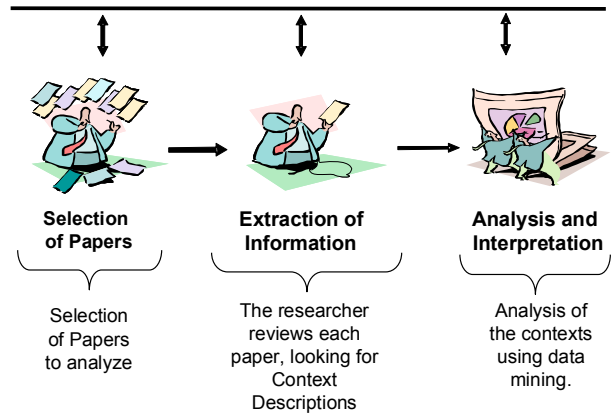 Selection
of Papers
Extraction of
Information
Analysis and
Interpretation
Selection
of Papers
to analyze
The researcher
reviews each
paper, looking for
Context
Descriptions
Analysis of
the contexts
using data
mining.